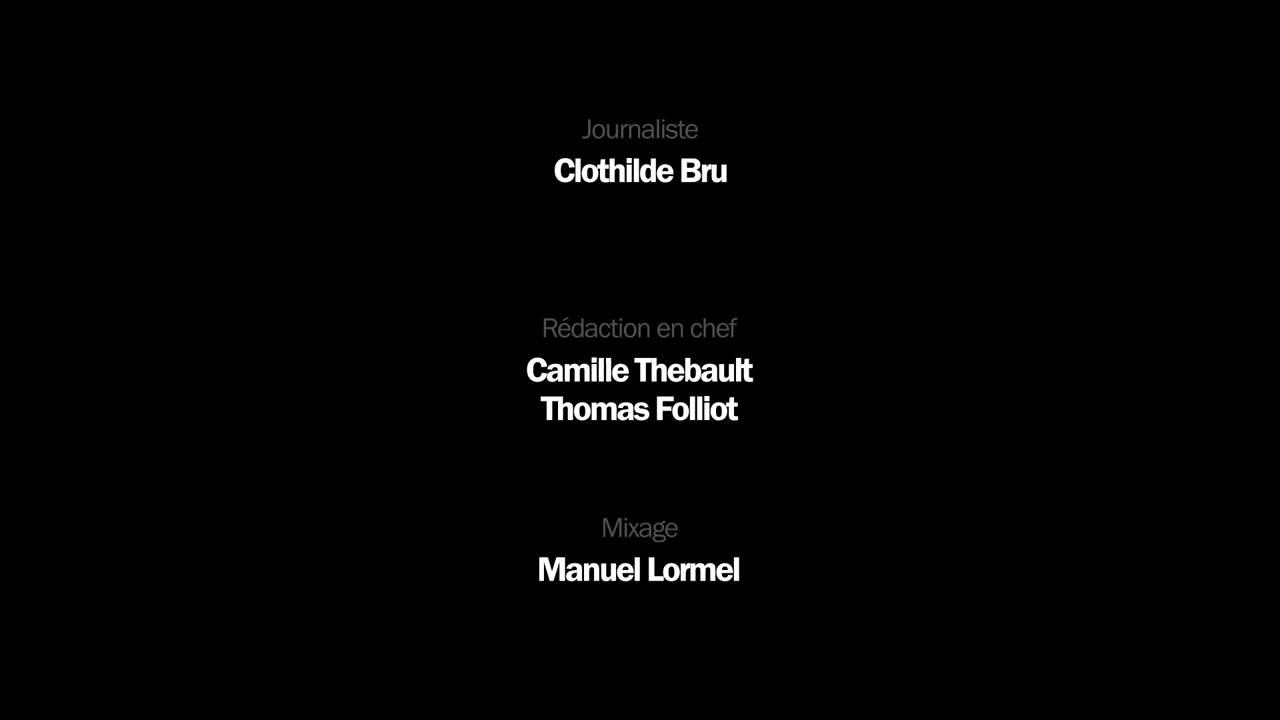 Journaliste
Clothilde Bru
Rédaction en chef
Camille Thebault
Thomas Folliot
Mixage
Manuel Lormel